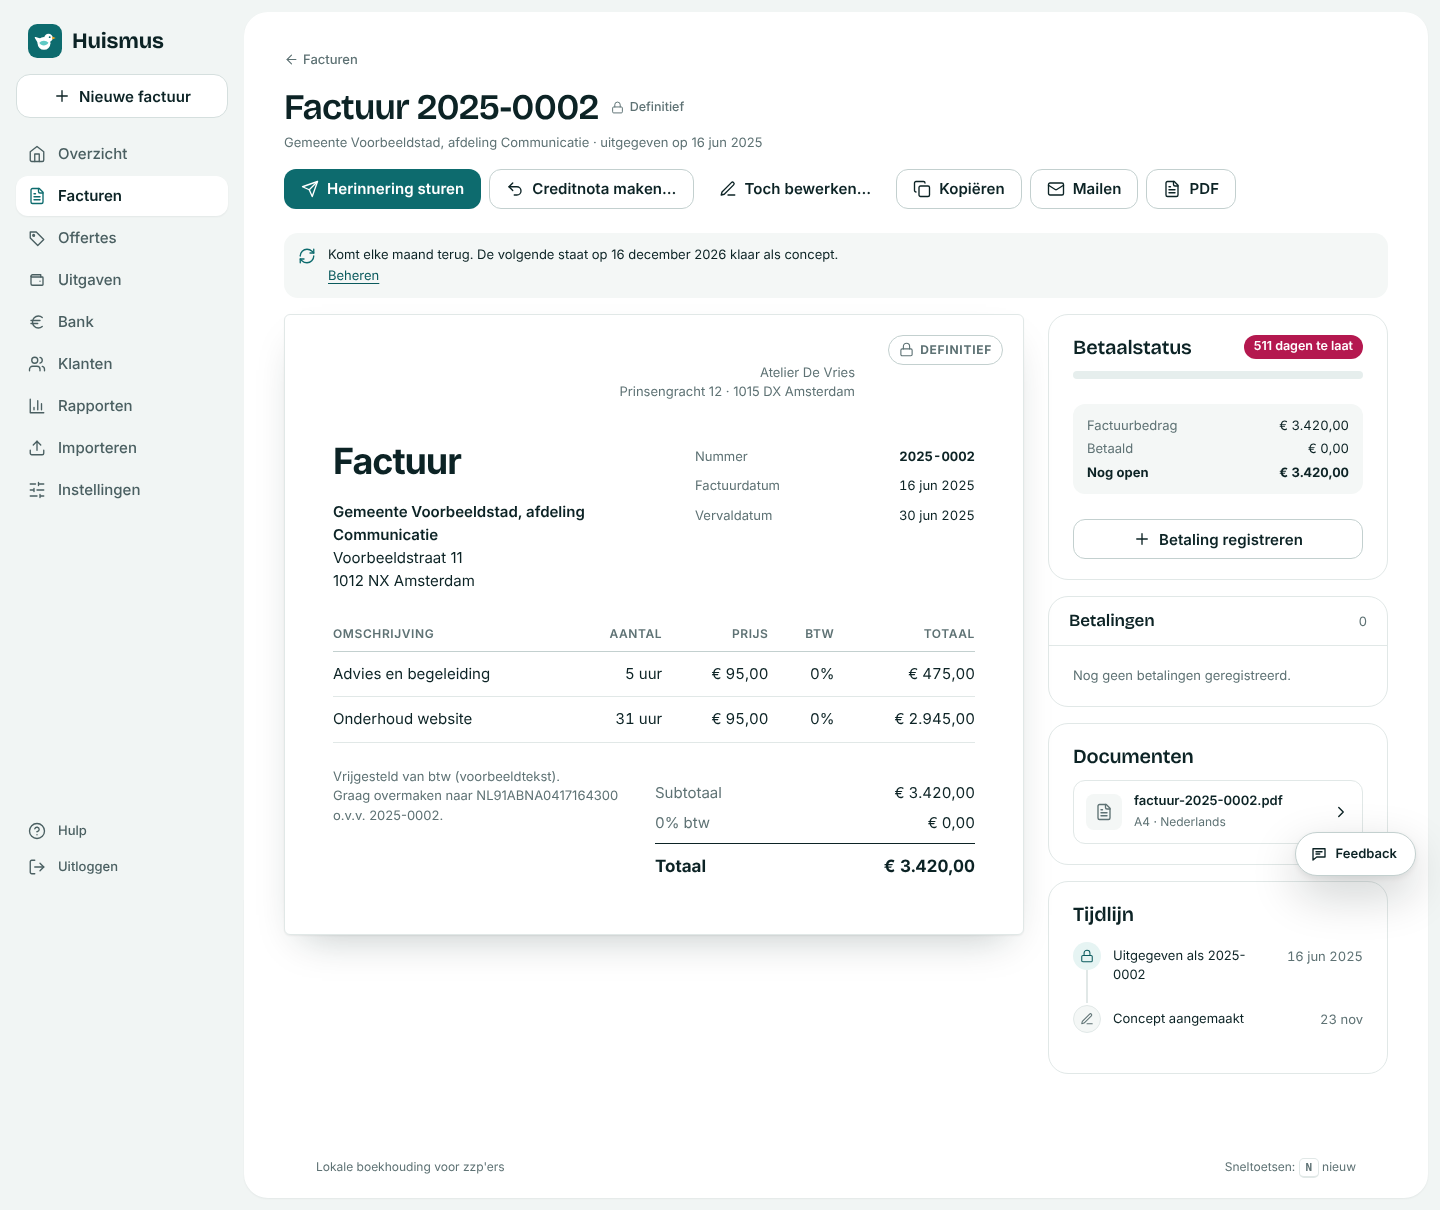 Huismus
Nieuwe factuur
Overzicht
Facturen
Offertes
Uitgaven
Bank
Klanten
Rapporten
Importeren
Instellingen
Hulp
Uitloggen
Facturen
Factuur 2025-0002 Definitief
Gemeente Voorbeeldstad, afdeling Communicatie · uitgegeven op 16 jun 2025
Herinnering sturen Creditnota maken... Toch bewerken... Kopiëren Mailen PDF
Komt elke maand terug. De volgende staat op 16 december 2026 klaar als concept.
Beheren
DEFINITIEF
Atelier De Vries
Prinsengracht 12 · 1015 DX Amsterdam
Factuur
Nummer 2025-0002
Factuurdatum 16 jun 2025
Vervaldatum 30 jun 2025
Gemeente Voorbeeldstad, afdeling
Communicatie
Voorbeeldstraat 11
1012 NX Amsterdam
OMSCHRIJVING AANTAL PRIJS BTW TOTAAL
Advies en begeleiding 5 uur € 95,00 0% € 475,00
Onderhoud website 31 uur € 95,00 0% € 2.945,00
Vrijgesteld van btw (voorbeeldtekst).
Graag overmaken naar NL91ABNA0417164300
o.v.v. 2025-0002.
Subtotaal € 3.420,00
0% btw € 0,00
Totaal € 3.420,00
Betaalstatus 511 dagen te laat
Factuurbedrag € 3.420,00
Betaald € 0,00
Nog open € 3.420,00
Betaling registreren
Betalingen 0
Nog geen betalingen geregistreerd.
Documenten
factuur-2025-0002.pdf
A4 · Nederlands
Feedback
Tijdlijn
Uitgegeven als 2025- 16 jun 2025
0002
Concept aangemaakt 23 nov
Lokale boekhouding voor zzp'ers
Sneltoetsen: N nieuw